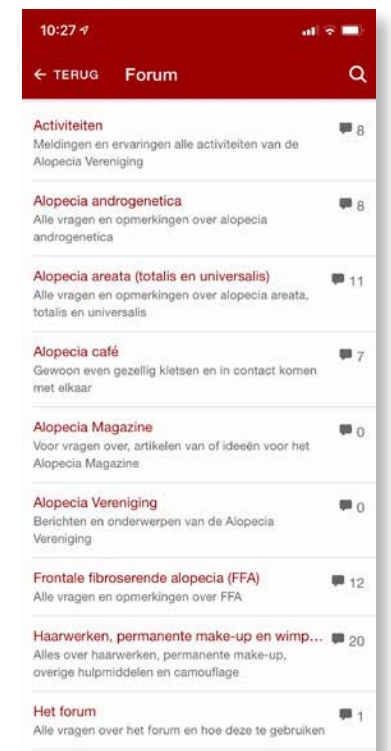 10:27
← TERUG Forum
Activiteiten 8
Meldingen en ervaringen alle activiteiten van de
Alopecia Vereniging
Alopecia androgenetica 8
Alle vragen en opmerkingen over alopecia
androgenetica
Alopecia areata (totalis en universalis) 11
Alle vragen en opmerkingen over alopecia areata,
totalis en universalis
Alopecia café 7
Gewoon even gezellig kletsen en in contact komen
met elkaar
Alopecia Magazine 0
Voor vragen over, artikelen van of ideeën voor het
Alopecia Magazine
Alopecia Vereniging 0
Berichten en onderwerpen van de Alopecia
Vereniging
Frontale fibroserende alopecia (FFA) 12
Alle vragen en opmerkingen over FFA
Haarwerken, permanente make-up en wimp... 20
Alles over haarwerken, permanente make-up,
overige hulpmiddelen en camouflage
Het forum 1
Alle vragen over het forum en hoe deze te gebruiken